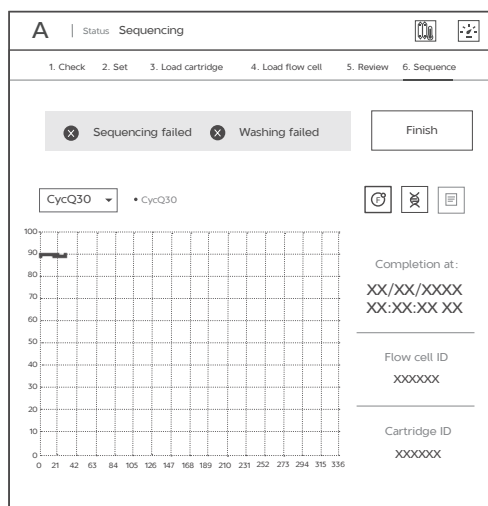 A Status Sequencing
1. Check 2. Set 3. Load cartridge 4. Load flow cell 5. Review 6. Sequence
X Sequencing failed X Washing failed Finish
CycQ30 • CycQ30
F
100
90
80
70
60
50
40
30
20
10
0
0 21 42 63 84 105 126 147 168 189 210 231 252 273 294 315 336
Completion at:
XX/XX/XXXX
XX:XX:XX XX
Flow cell ID
XXXXXX
Cartridge ID
XXXXXX